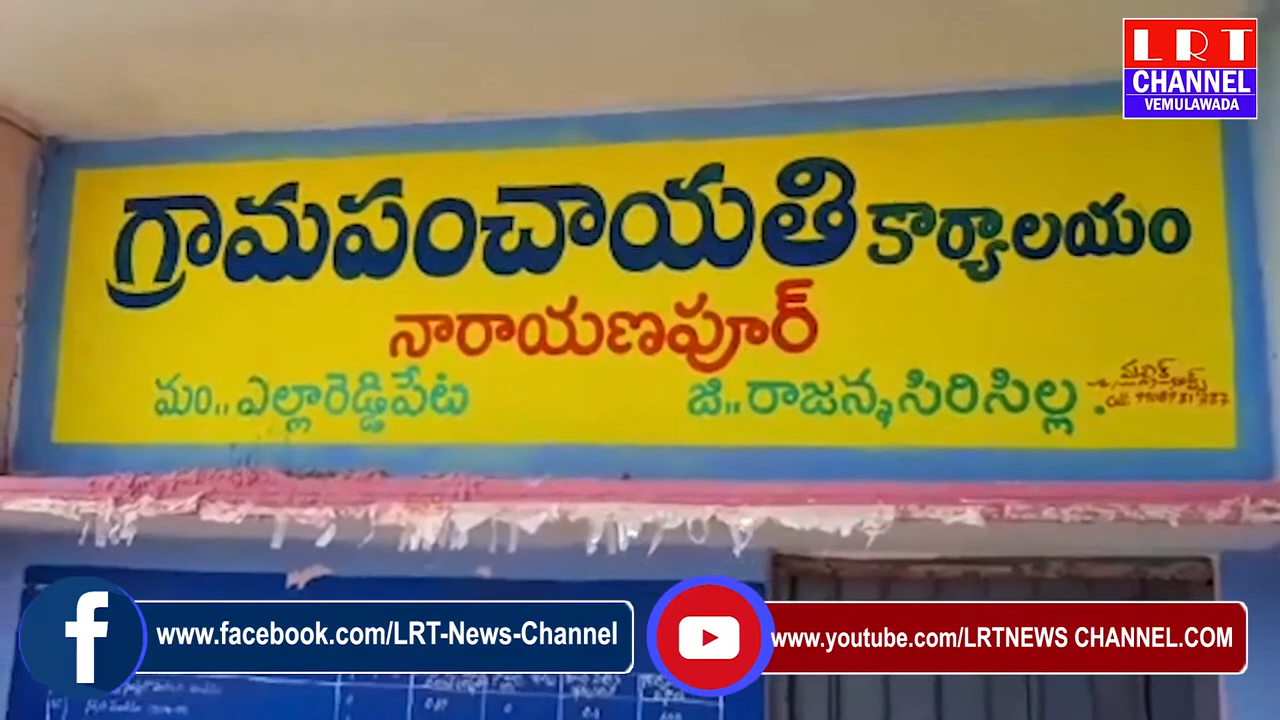 LRT
CHANNEL
VEMULAWADA
గ్రామపంచాయతి కార్యాలయం
నారాయణపూర్
మం.. ఎల్లారెడ్డిపేట
జి.. రాజన్న సిరిసిల్ల.
www.facebook.com/LRT-News-Channel
www.youtube.com/LRTNEWS CHANNEL.COM